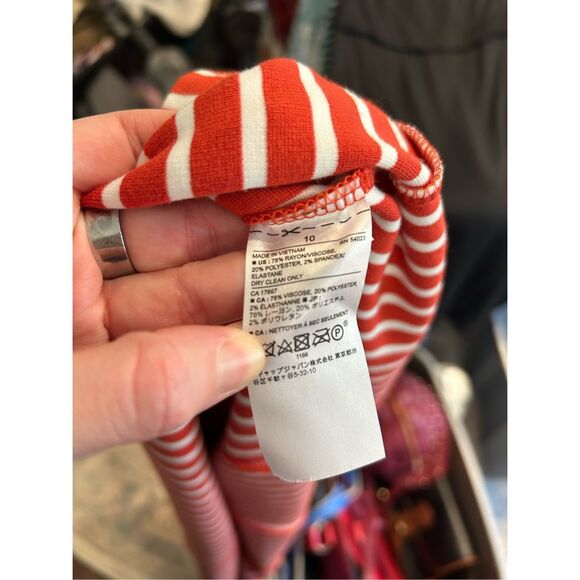 10
RN 54023
MADE IN VIETNAM
■ US : 78% RAYON/VISCOSE,
20% POLYESTER, 2% SPANDEX/
ELASTANE
DRY CLEAN ONLY
CA 17897
■ CA : 78% VISCOSE, 20% POLYESTER,
2% ÉLASTHANNE ■ JP :
78% レーヨン, 20% ポリエステル,
2% ポリウレタン
■ CA : NETTOYER À SEC SEULEMENT
P
1166
ギャップジャパン株式会社 東京都渋
谷区千駄ヶ谷5-32-10